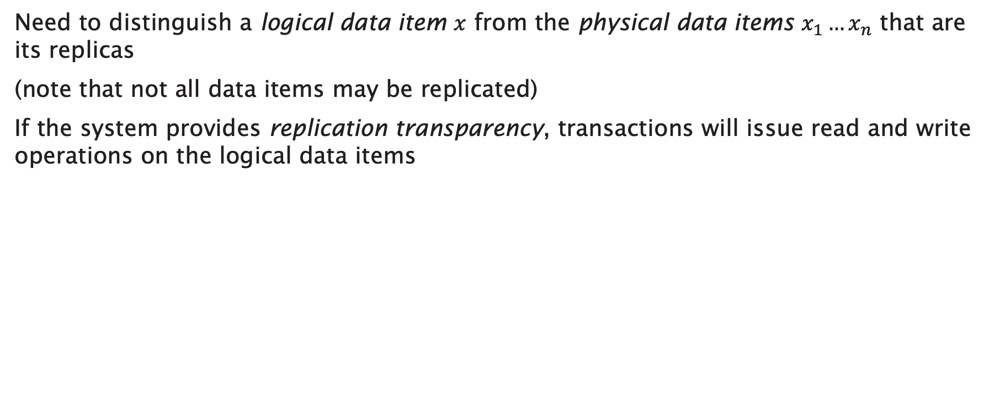 Need to distinguish a logical data item x from the physical data items x₁ … xₙ that are
its replicas
(note that not all data items may be replicated)
If the system provides replication transparency, transactions will issue read and write
operations on the logical data items